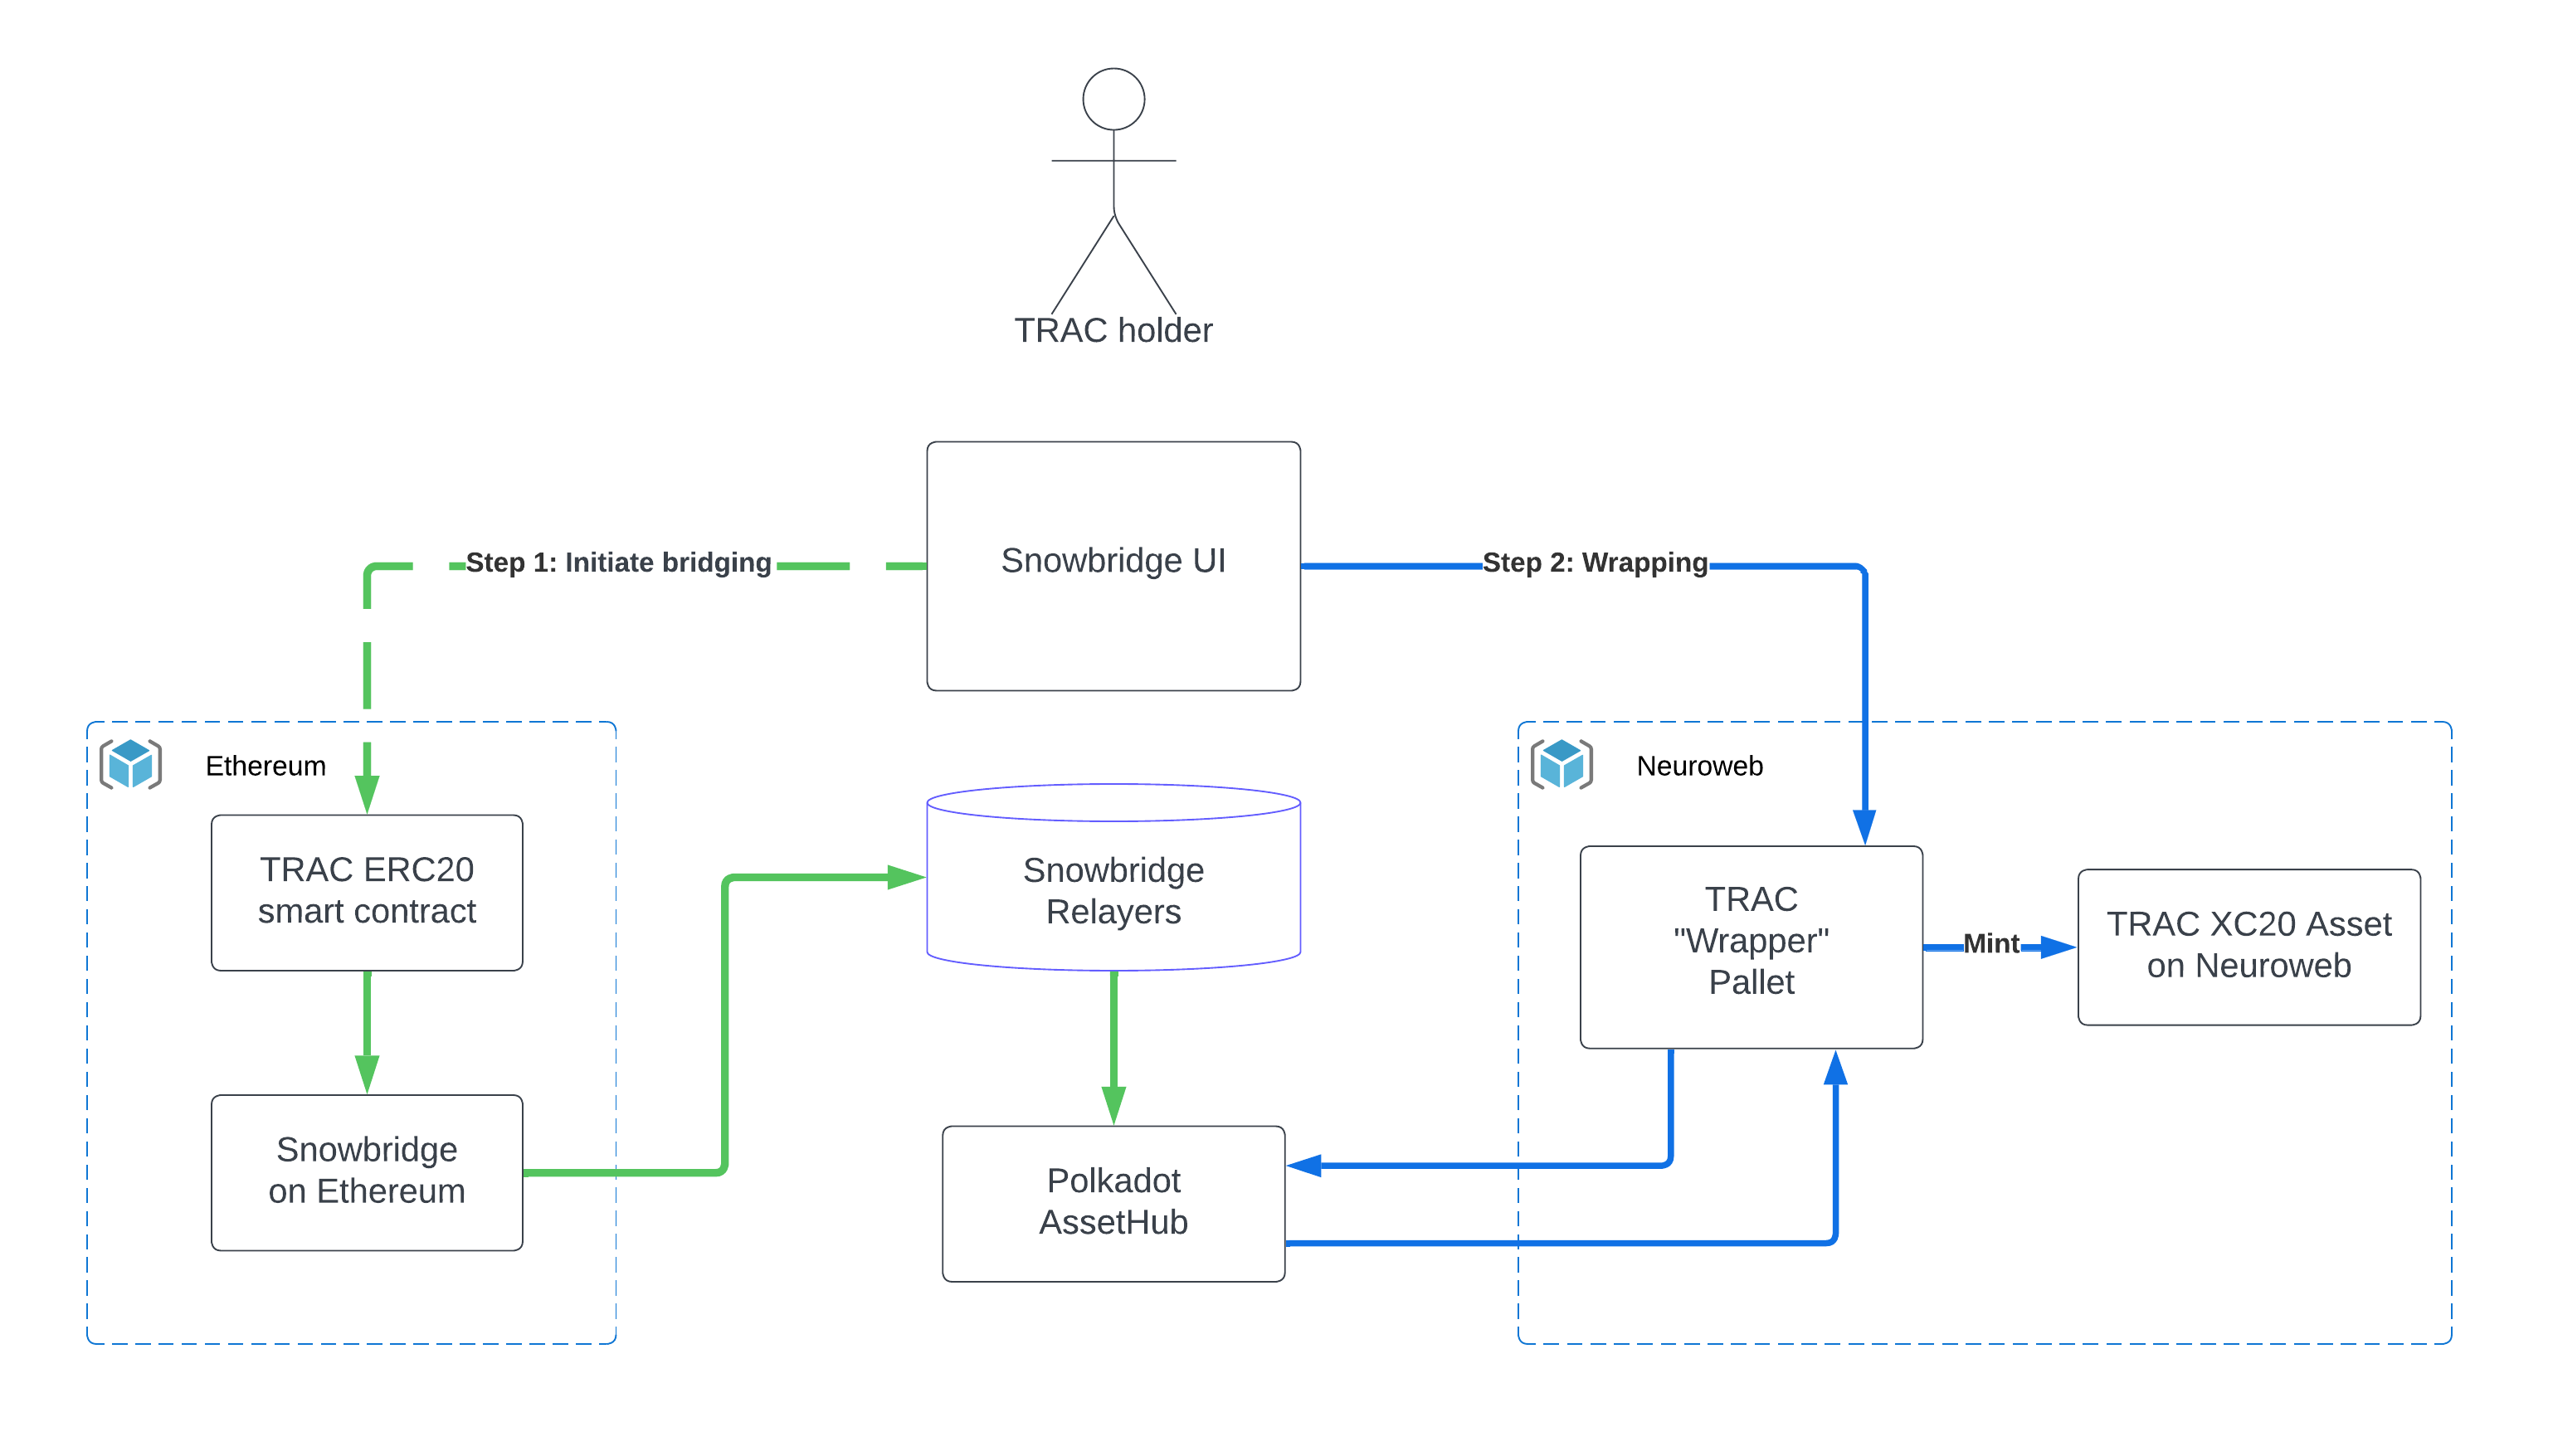 TRAC holder
Snowbridge UI
Step 1: Initiate bridging
Step 2: Wrapping
Ethereum
TRAC ERC20
smart contract
Snowbridge
on Ethereum
Snowbridge
Relayers
Polkadot
AssetHub
Neuroweb
TRAC
"Wrapper"
Pallet
Mint
TRAC XC20 Asset
on Neuroweb